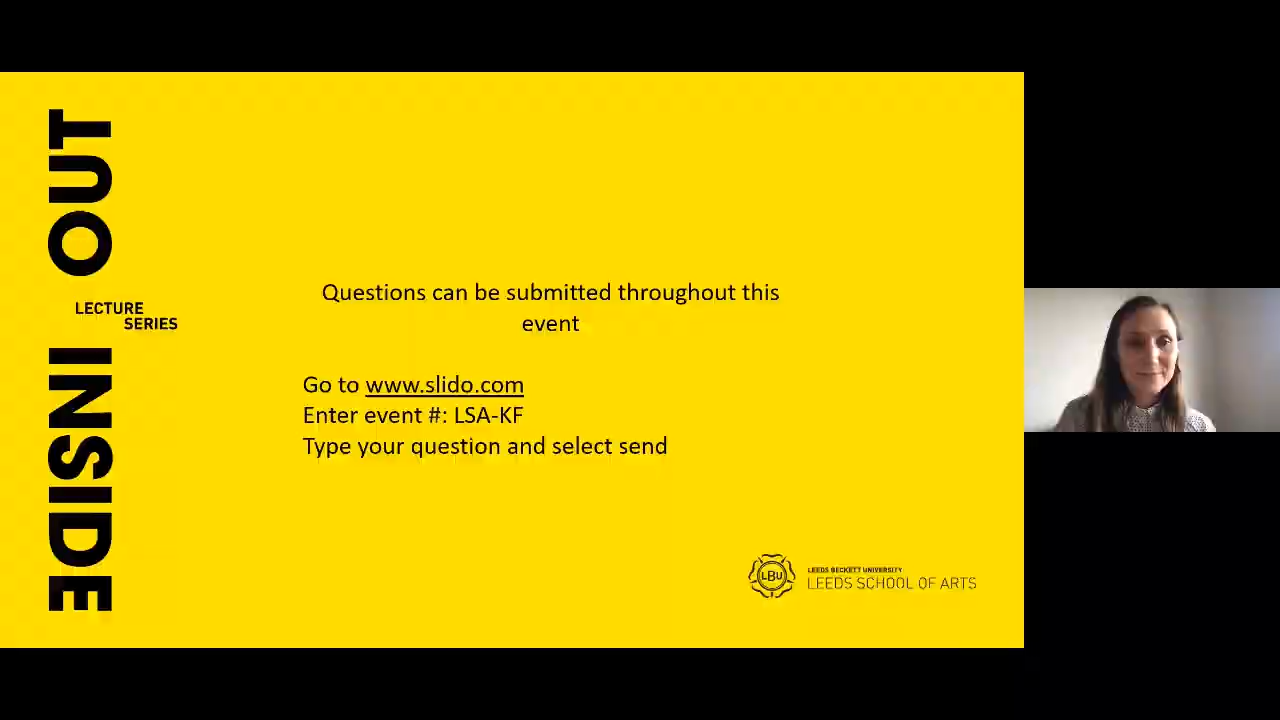 INSIDE OUT
LECTURE
SERIES
Questions can be submitted throughout this
event
Go to www.slido.com
Enter event #: LSA-KF
Type your question and select send
LBU
LEEDS BECKETT UNIVERSITY
LEEDS SCHOOL OF ARTS